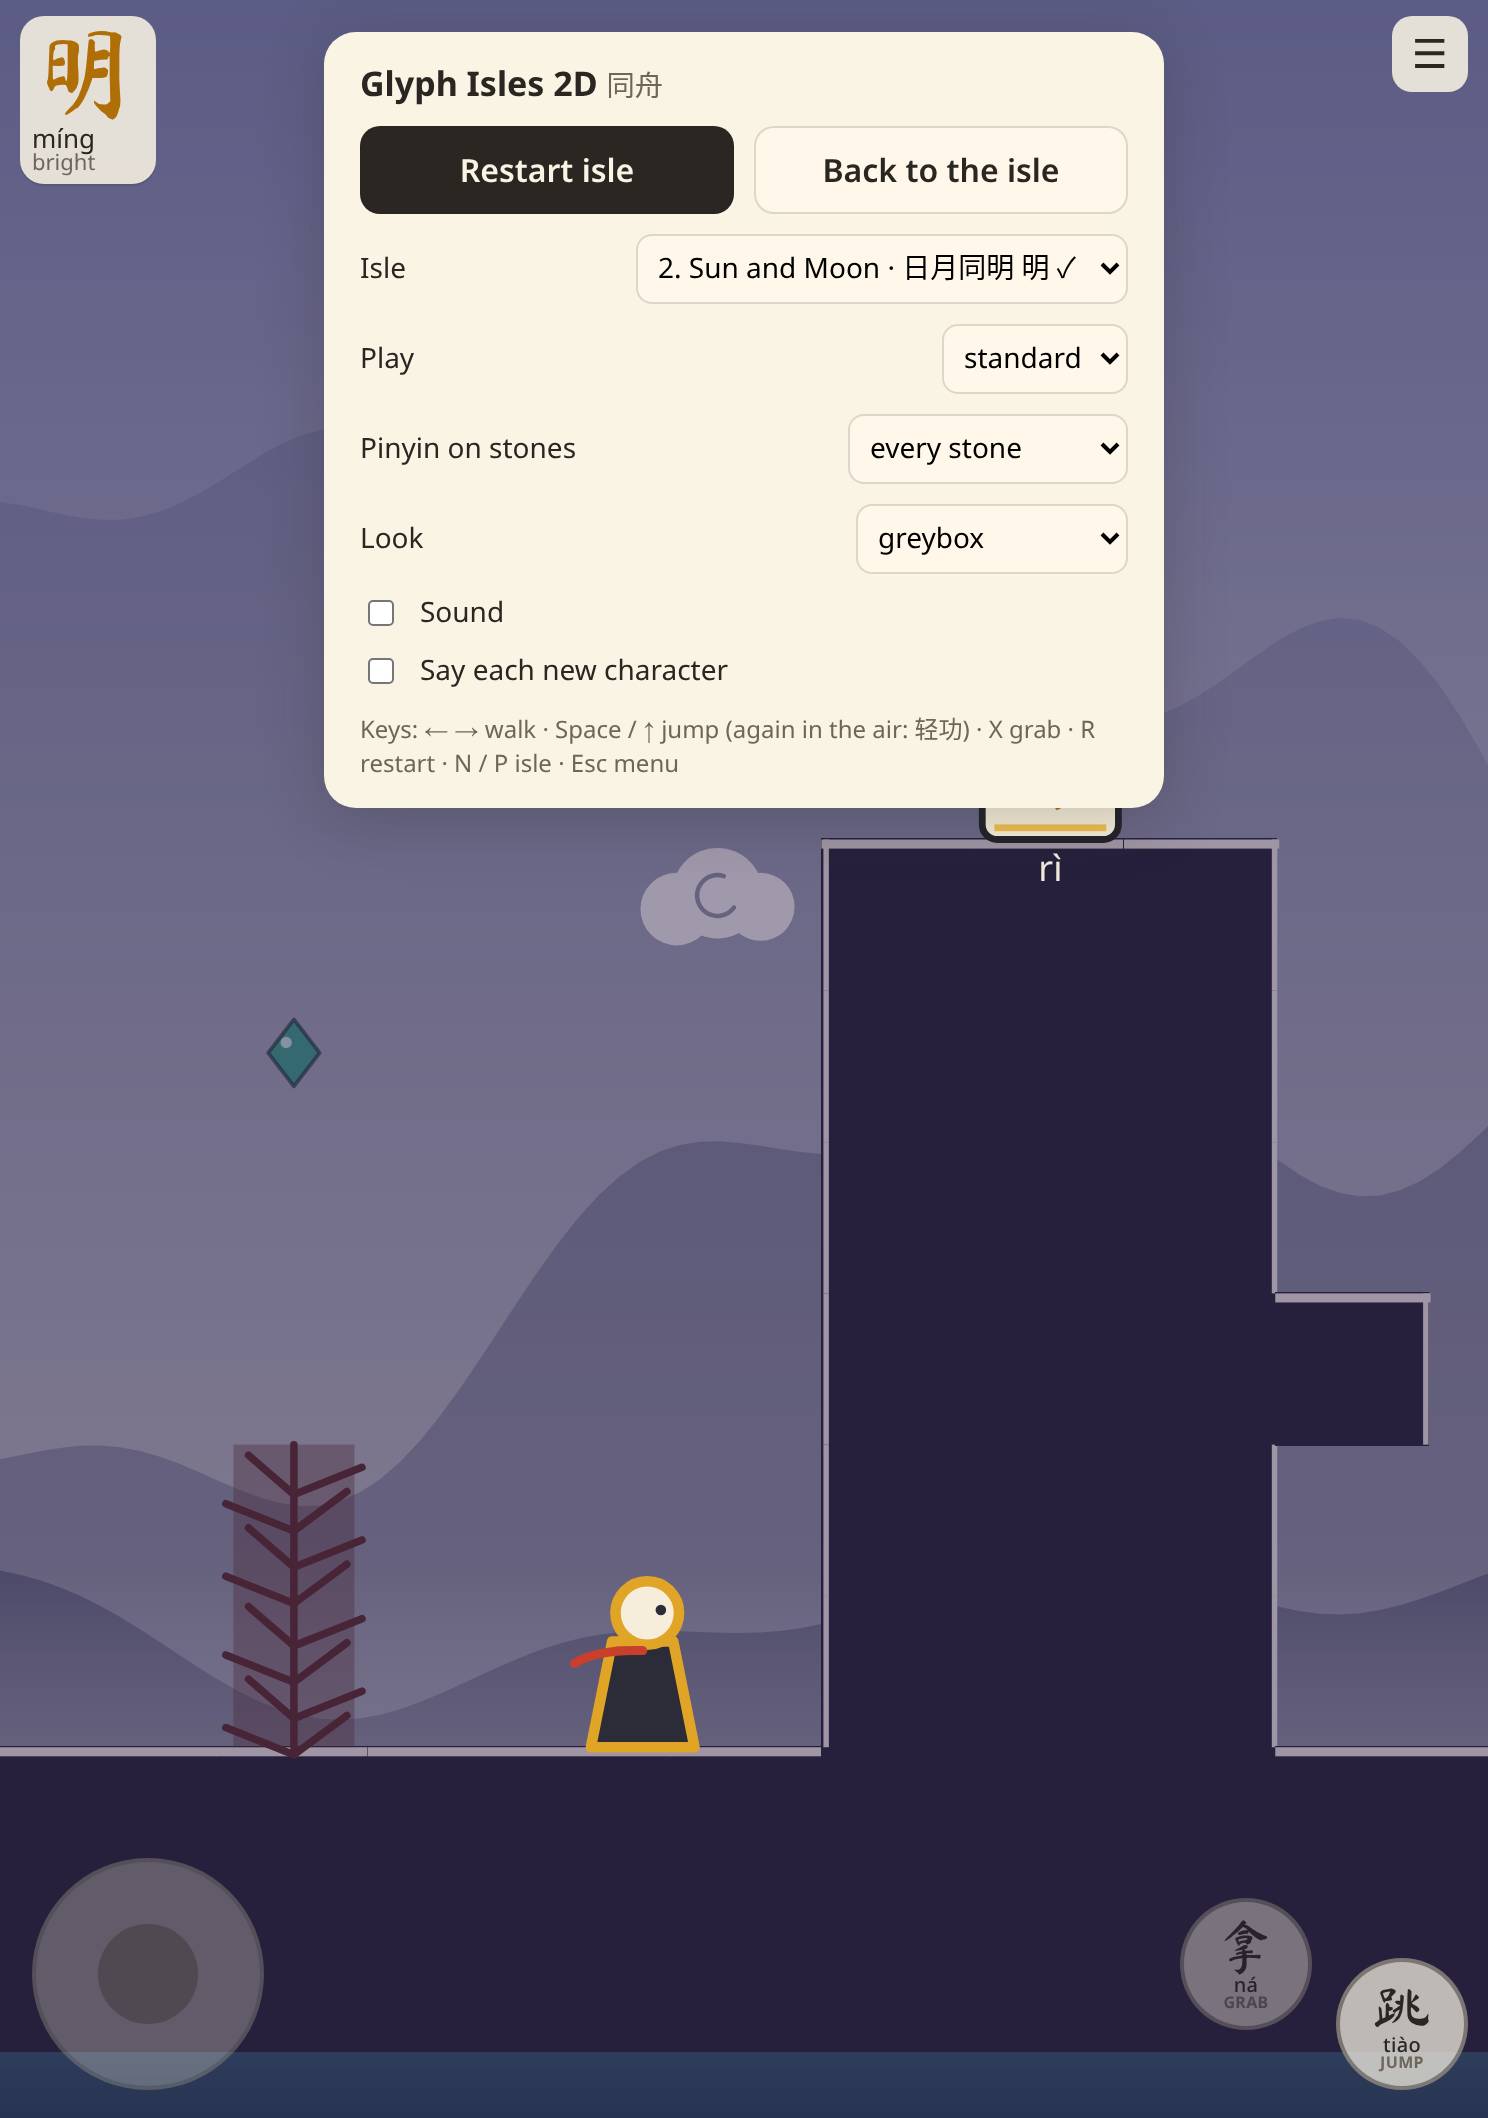 明
míng
bright
☰
Glyph Isles 2D 同舟
Restart isle
Back to the isle
Isle
2. Sun and Moon · 日月同明 明 ✓
Play
standard
Pinyin on stones
every stone
Look
greybox
Sound
Say each new character
Keys: ← → walk · Space / ↑ jump (again in the air: 轻功) · X grab · R
restart · N / P isle · Esc menu
rì
拿
ná
GRAB
跳
tiào
JUMP